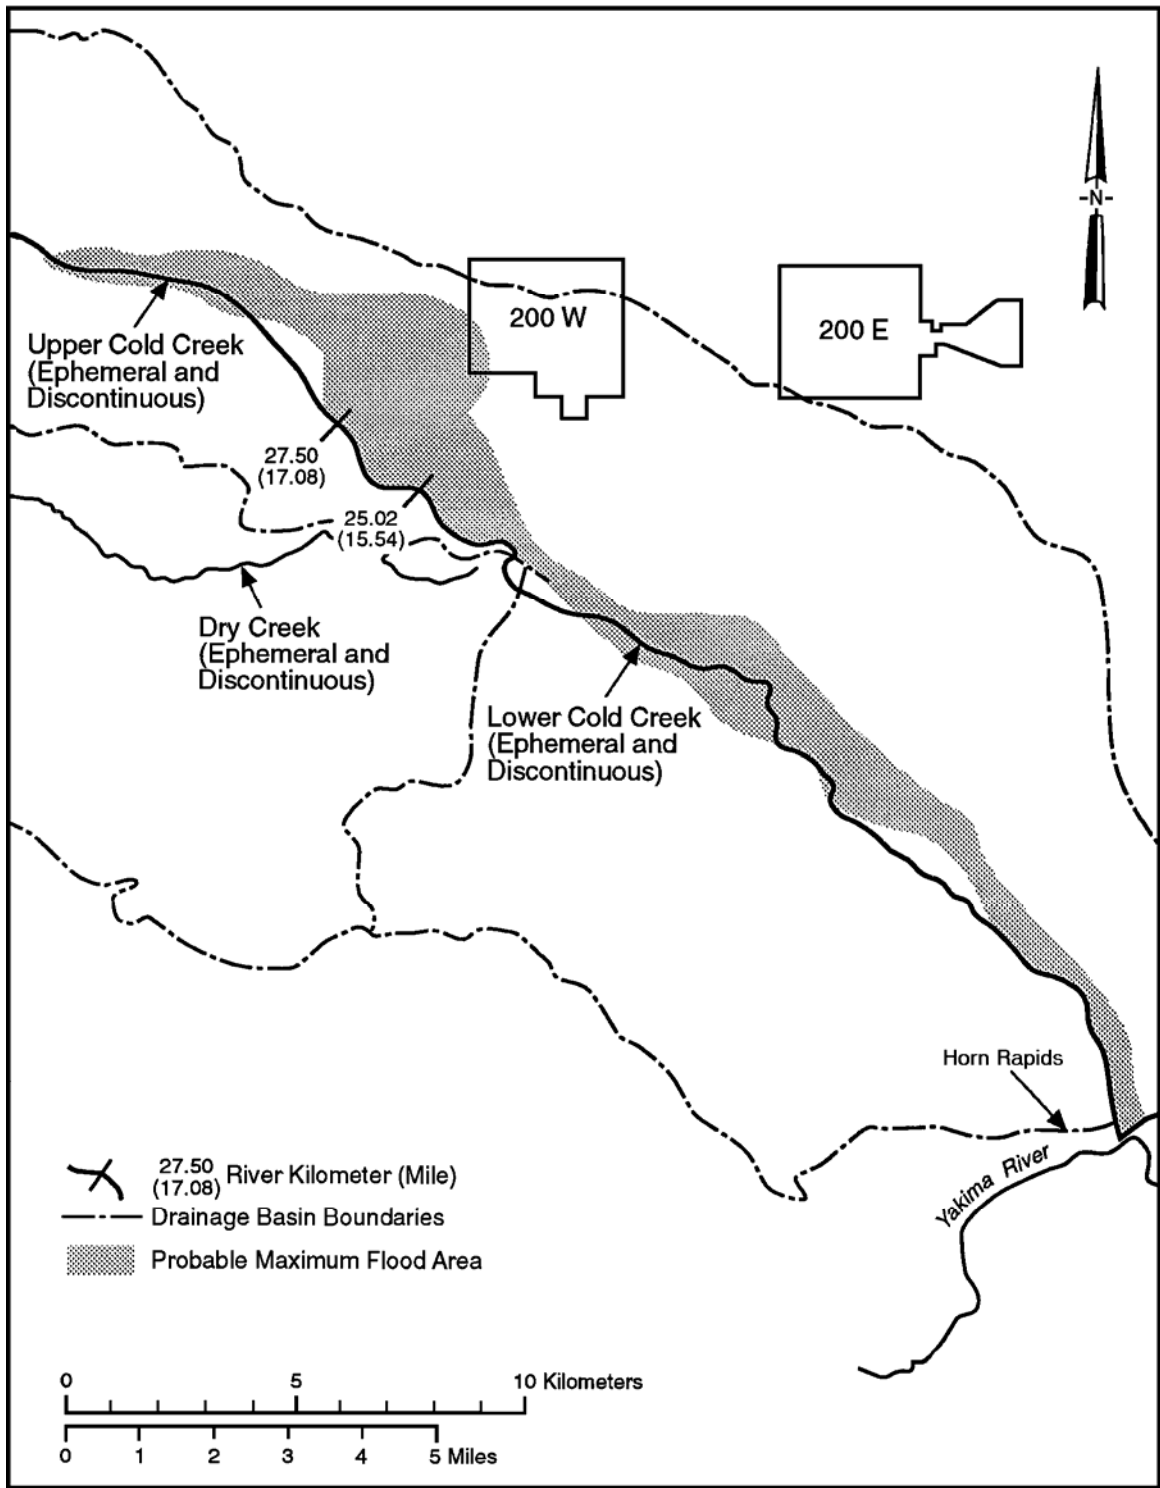 N
200 W
200 E
Upper Cold Creek
(Ephemeral and
Discontinuous)
27.50
(17.08)
25.02
(15.54)
Dry Creek
(Ephemeral and
Discontinuous)
Lower Cold Creek
(Ephemeral and
Discontinuous)
Horn Rapids
Yakima River
27.50
(17.08)
River Kilometer (Mile)
Drainage Basin Boundaries
Probable Maximum Flood Area
0 5 10 Kilometers
0 1 2 3 4 5 Miles